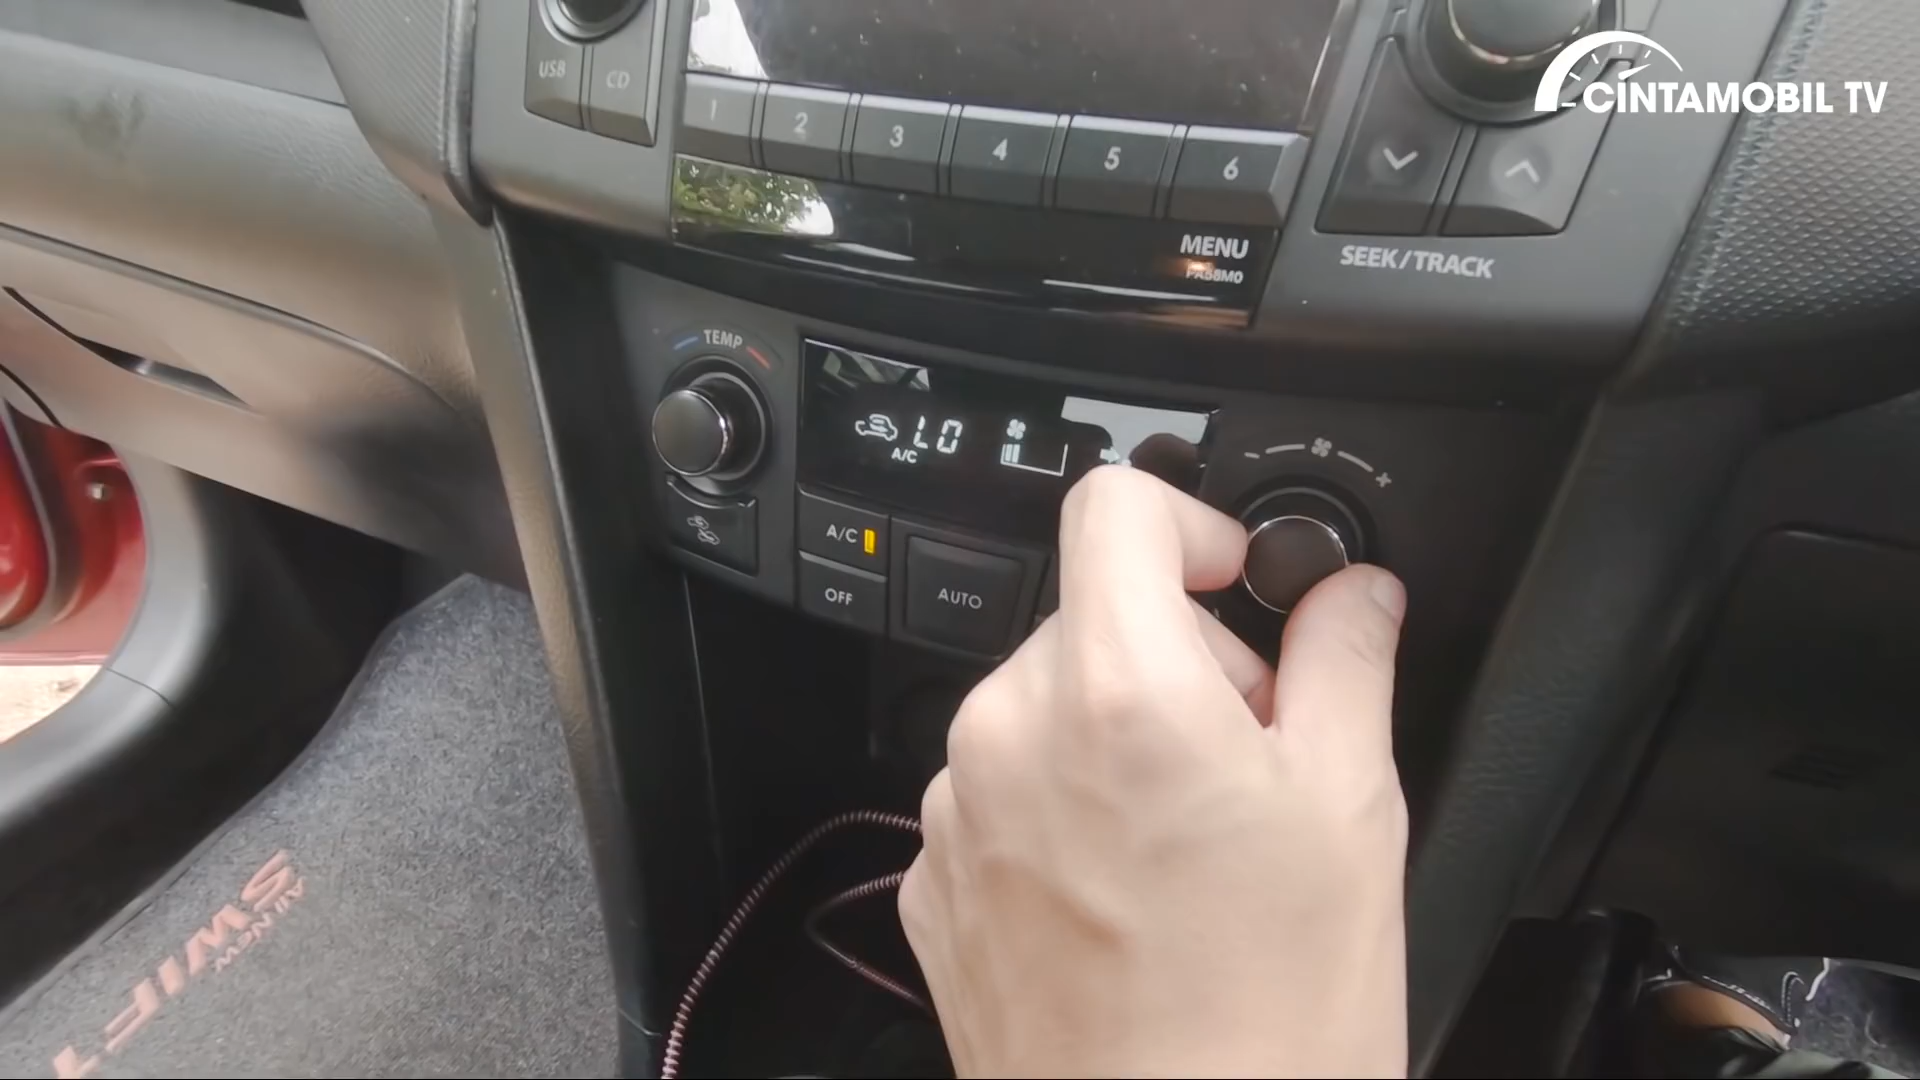 CINTAMOBIL TV
USB
CD
1
2
3
4
5
6
MENU
PA58M0
SEEK/TRACK
TEMP
LO
A/C
A/C
OFF
AUTO
-
+
ALL NEW
SWIFT